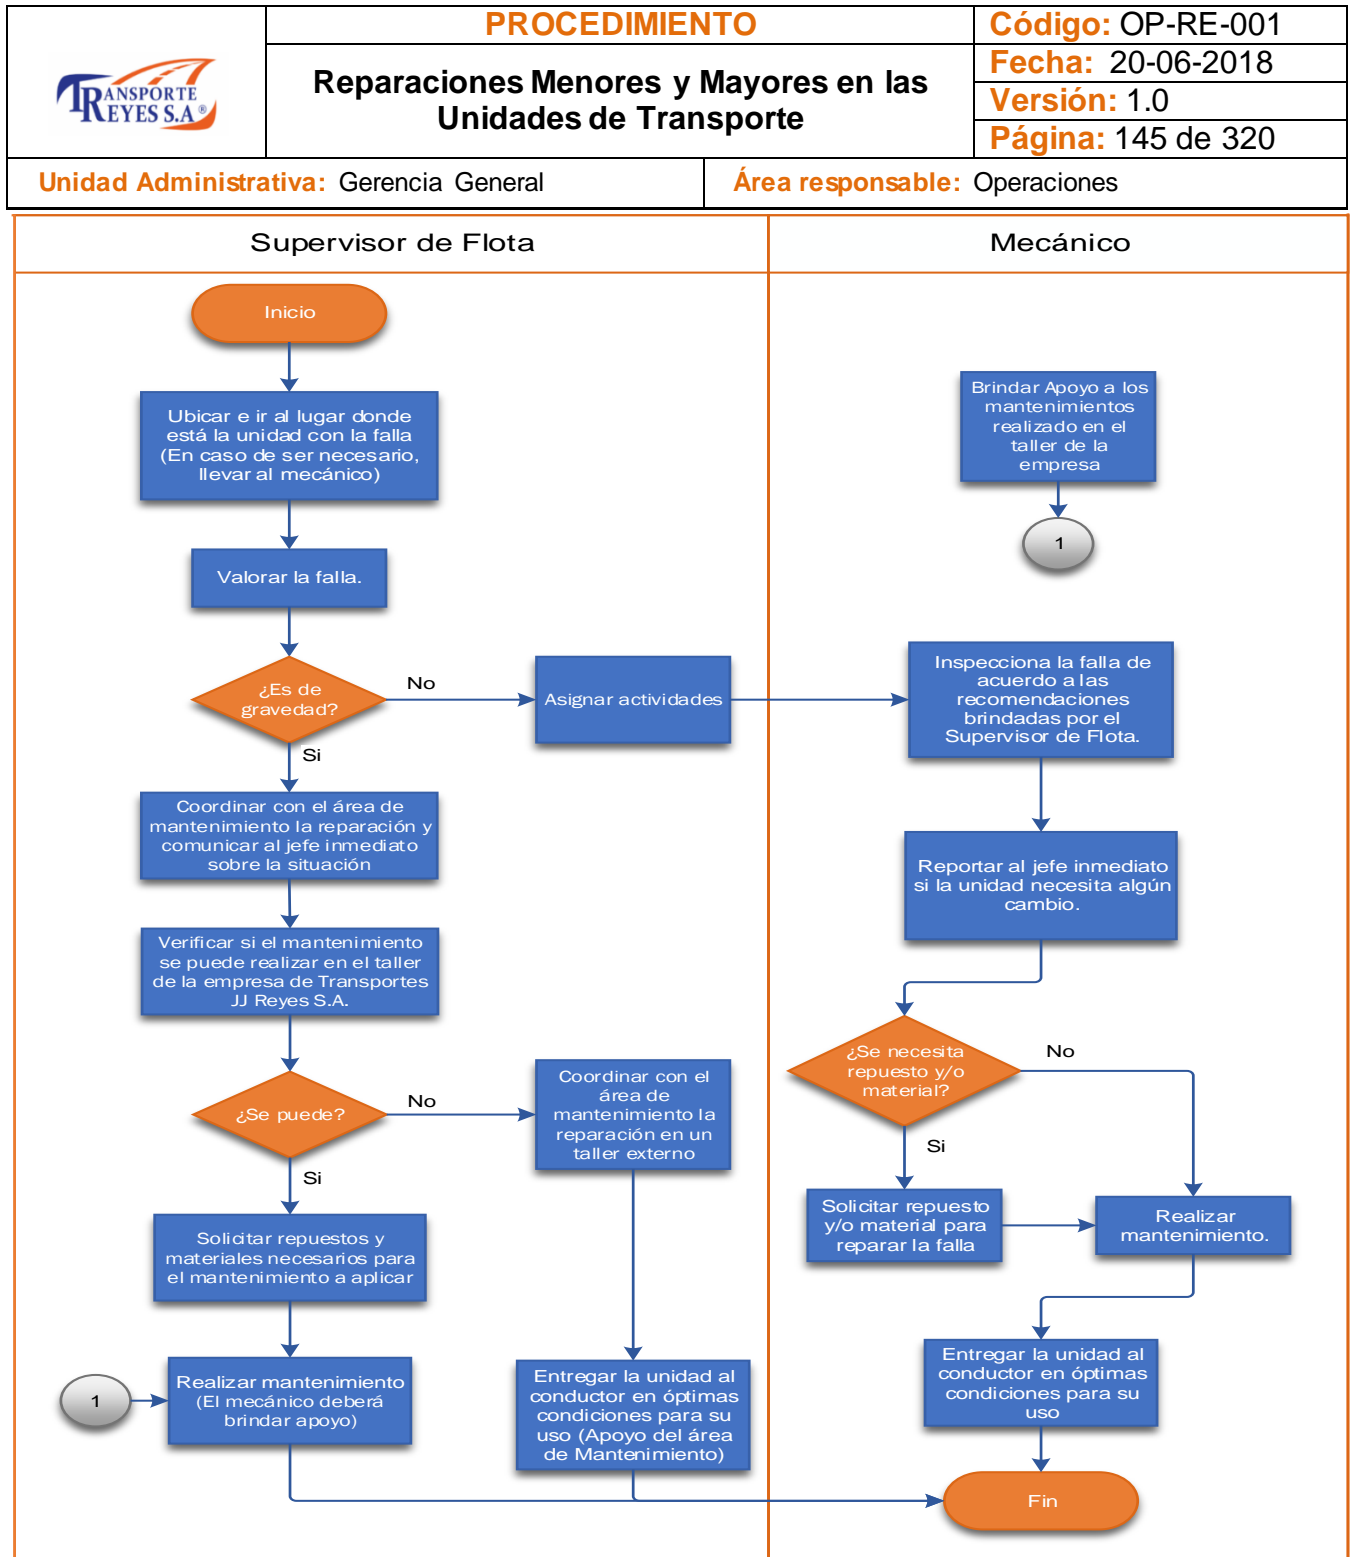 TRANSPORTE
REYES S.A®
PROCEDIMIENTO
Reparaciones Menores y Mayores en las
Unidades de Transporte
Código: OP-RE-001
Fecha: 20-06-2018
Versión: 1.0
Página: 145 de 320
Unidad Administrativa: Gerencia General
Área responsable: Operaciones
Supervisor de Flota
Mecánico
Inicio
Ubicar e ir al lugar donde
está la unidad con la falla
(En caso de ser necesario,
llevar al mecánico)
Valorar la falla.
¿Es de
gravedad?
No
Asignar actividades
Si
Coordinar con el área de
mantenimiento la reparación y
comunicar al jefe inmediato
sobre la situación
Verificar si el mantenimiento
se puede realizar en el taller
de la empresa de Transportes
JJ Reyes S.A.
¿Se puede?
No
Coordinar con el
área de
mantenimiento la
reparación en un
taller externo
Si
Solicitar repuestos y
materiales necesarios para
el mantenimiento a aplicar
1
Realizar mantenimiento
(El mecánico deberá
brindar apoyo)
Entregar la unidad al
conductor en óptimas
condiciones para su
uso (Apoyo del área
de Mantenimiento)
Brindar Apoyo a los
mantenimientos
realizado en el
taller de la
empresa
1
Inspecciona la falla de
acuerdo a las
recomendaciones
brindadas por el
Supervisor de Flota.
Reportar al jefe inmediato
si la unidad necesita algún
cambio.
¿Se necesita
repuesto y/o
material?
No
Si
Solicitar repuesto
y/o material para
reparar la falla
Realizar
mantenimiento.
Entregar la unidad al
conductor en óptimas
condiciones para su
uso
Fin